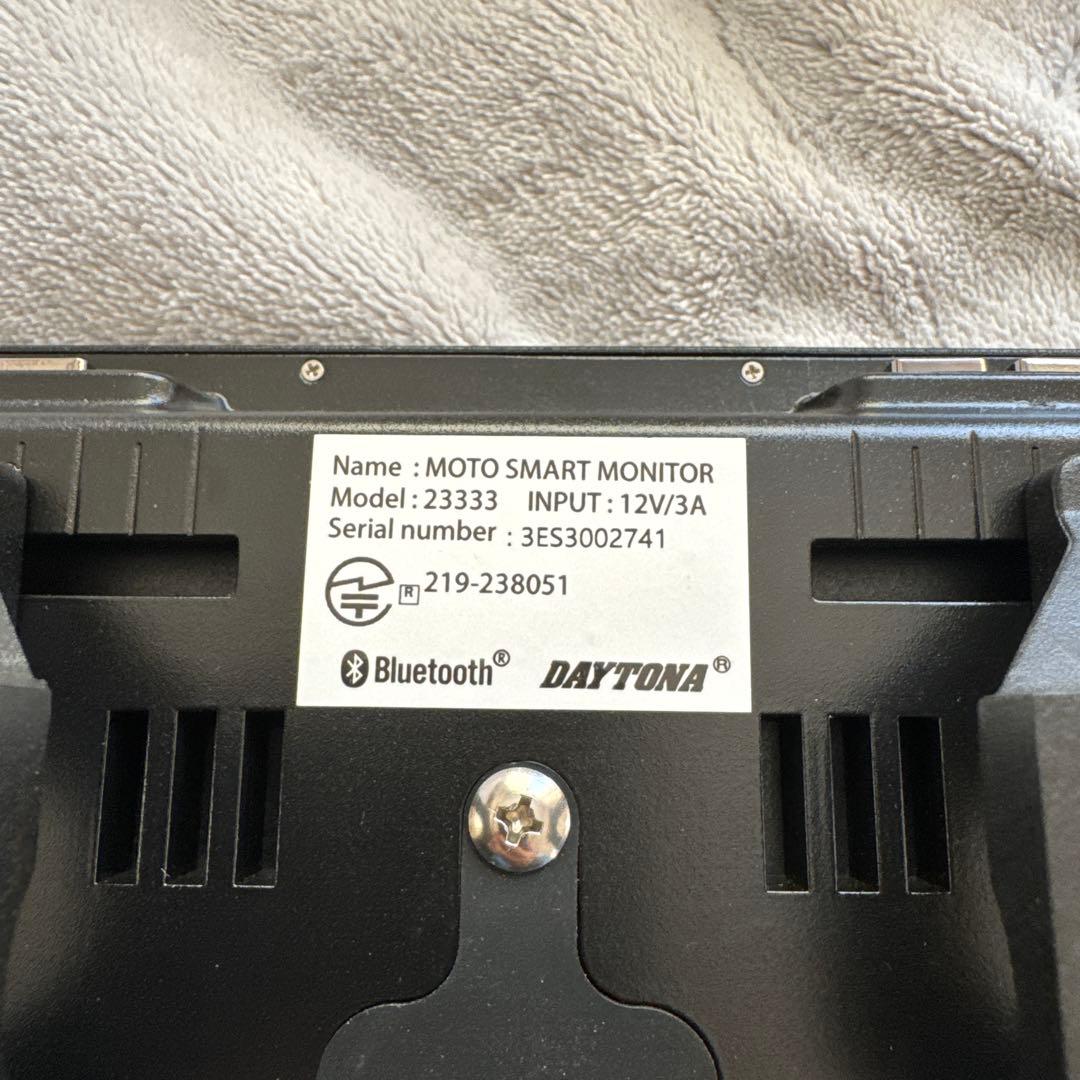 Name : MOTO SMART MONITOR
Model : 23333 INPUT : 12V/3A
Serial number : 3ES3002741
R 219-238051
Bluetooth® DAYTONA®